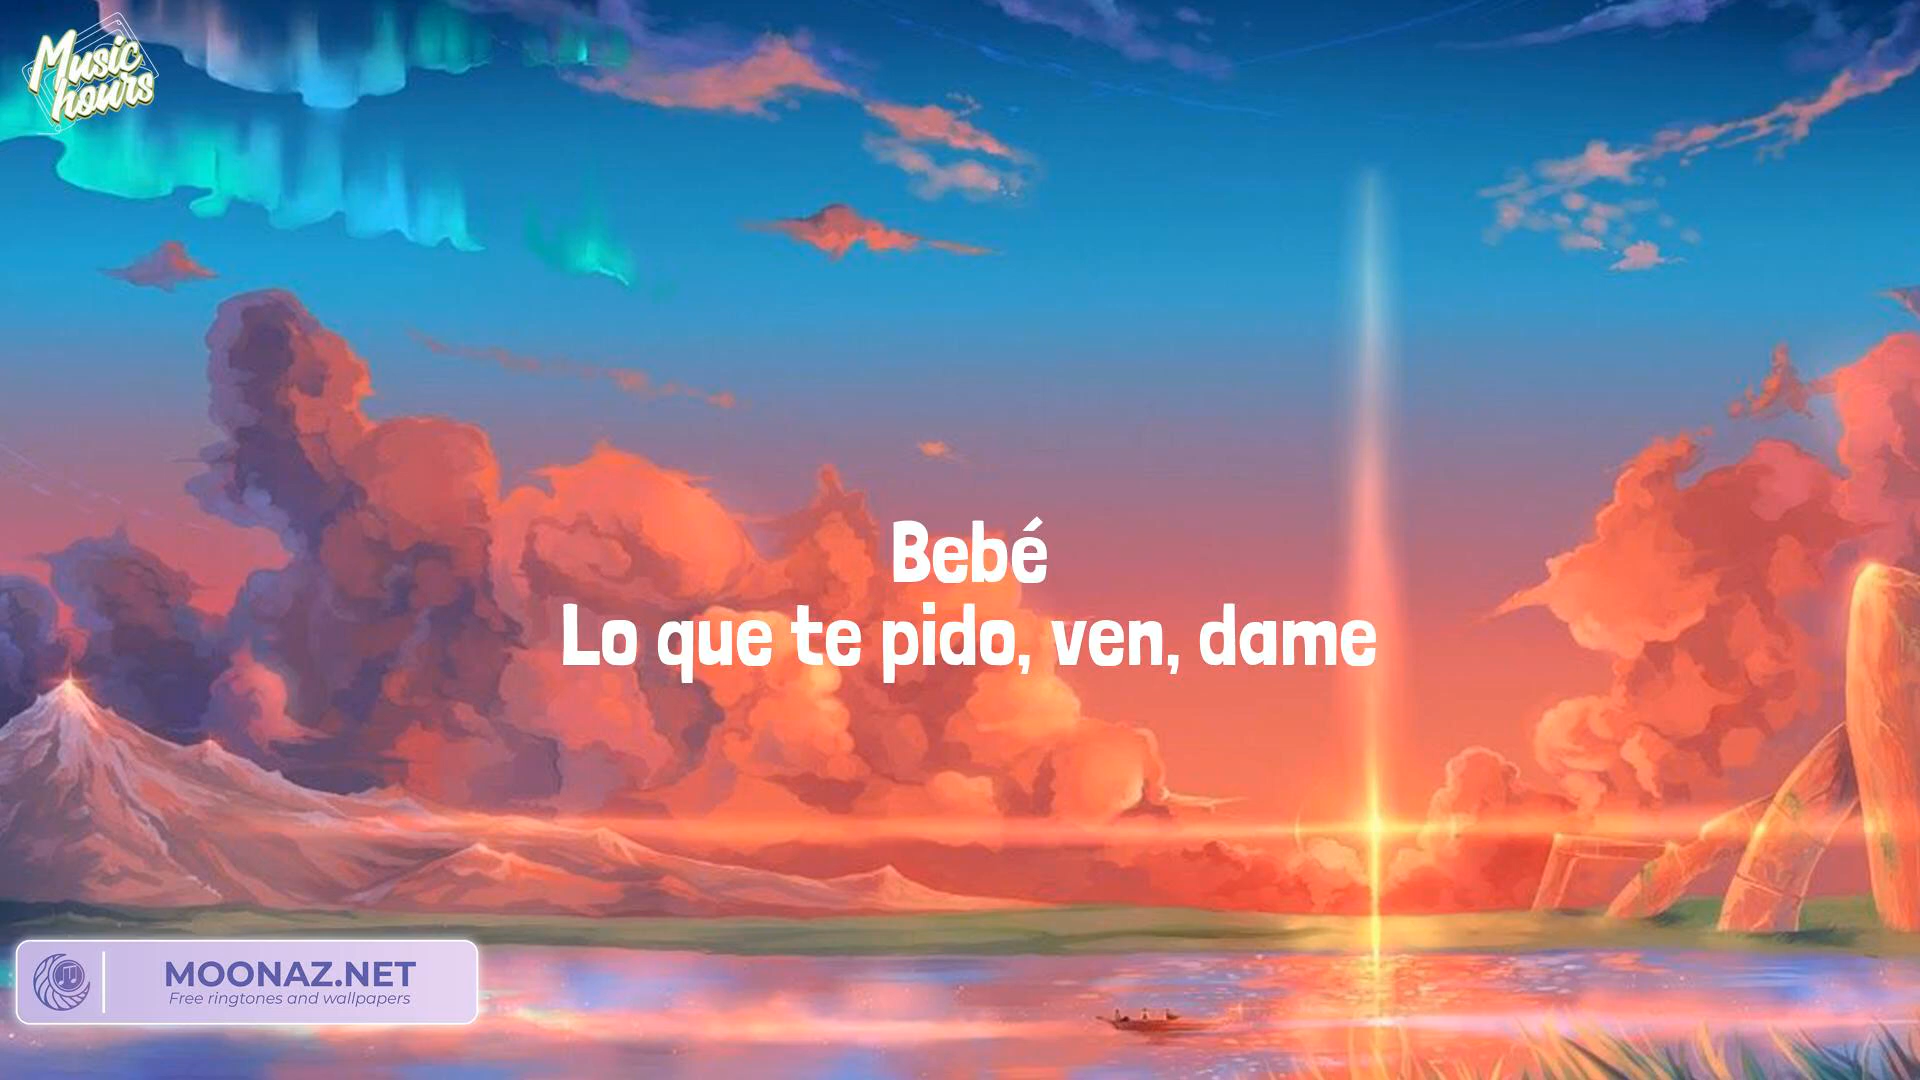 Music
hours
Bebé
Lo que te pido, ven, dame
MOONAZ.NET
Free ringtones and wallpapers